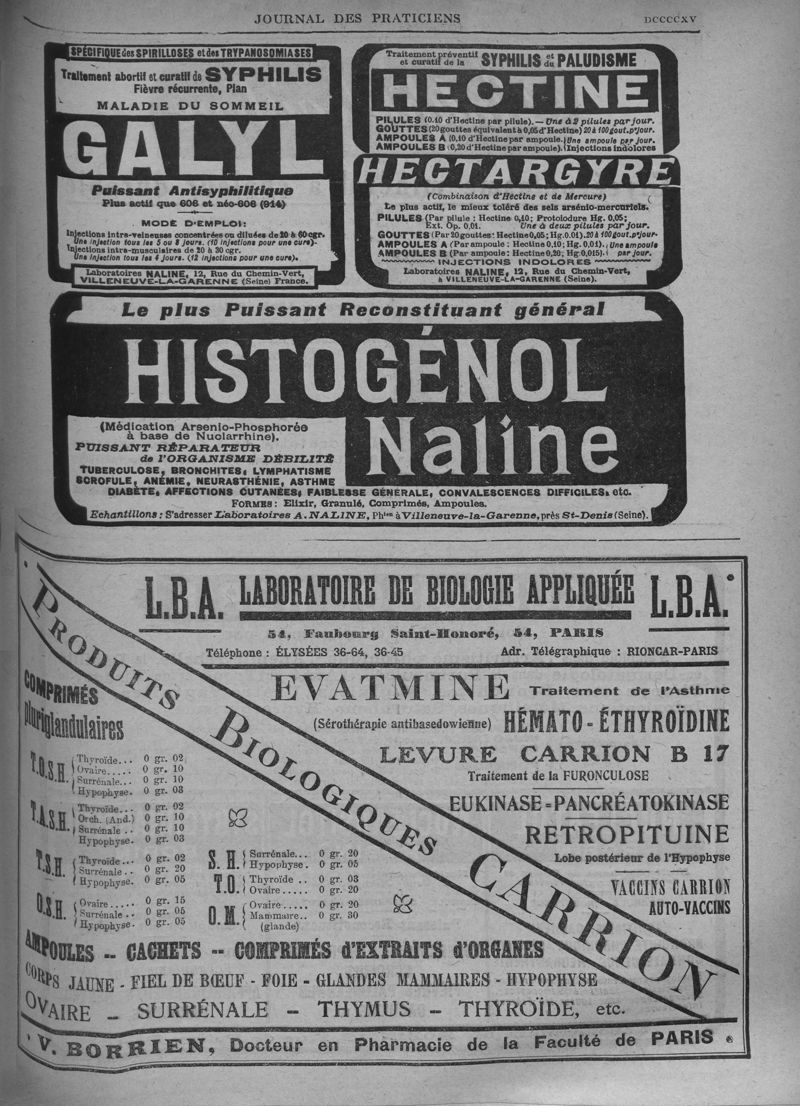 JOURNAL DES PRATICIENS
DCCCCXV
SPÉCIFIQUE des SPIRILLOSES et des TRYPANOSOMIASES
Traitement abortif et curatif de SYPHILIS
Fièvre récurrente, Pian
MALADIE DU SOMMEIL
GALYL
Puissant Antisyphilitique
Plus actif que 606 et néo-606 (914)
MODE D'EMPLOI:
Injections intra-veineuses concentrées ou diluées de 20 à 60 cgr.
Une injection tous les 5 ou 8 jours. (10 injections pour une cure).
Injections intra-musculaires de 20 à 30 cgr.
Une injection tous les 4 jours. (12 injections pour une cure).
Laboratoires NALINE, 12, Rue du Chemin-Vert,
VILLENEUVE-LA-GARENNE (Seine) France.
Traitement préventif et curatif de la SYPHILIS et du PALUDISME
HECTINE
PILULES (0.10 d'Hectine par pilule). — Une à 2 pilules par jour.
GOUTTES (20 gouttes équivalent à 0,05 d'Hectine) 20 à 100 gout. p' jour.
AMPOULES A (0,10 d'Hectine par ampoule). Une ampoule par jour.
AMPOULES B (0,20 d'Hectine par ampoule). Injections indolores
HECTARGYRE
(Combinaison d'Hectine et de Mercure)
Le plus actif, le mieux toléré des sels arsénio-mercuriels.
PILULES (Par pilule : Hectine 0,10; Protoiodure Hg. 0,05;
Ext. Op. 0,01. Une à deux pilules par jour.
GOUTTES (Par 20 gouttes: Hectine 0,05; Hg. 0.01). 20 à 100 gout. p' jour.
AMPOULES A (Par ampoule : Hectine 0,10; Hg. 0,01). Une ampoule
AMPOULES B (Par ampoule: Hectine 0,20; Hg. 0,015). par jour.
INJECTIONS INDOLORES
Laboratoires NALINE, 12, Rue du Chemin-Vert,
à VILLENEUVE-LA-GARENNE (Seine).
Le plus Puissant Reconstituant général
HISTOGÉNOL
Naline
(Médication Arsenio-Phosphorée
à base de Nuclarrhine).
PUISSANT RÉPARATEUR
de l'ORGANISME DÉBILITÉ
TUBERCULOSE, BRONCHITES, LYMPHATISME
SCROFULE, ANÉMIE, NEURASTHÉNIE, ASTHME
DIABÈTE, AFFECTIONS CUTANÉES, FAIBLESSE GÉNÉRALE, CONVALESCENCES DIFFICILES, etc.
FORMES: Elixir, Granulé, Comprimés, Ampoules.
Echantillons : S'adresser Laboratoires A. NALINE, Phien à Villeneuve-la-Garenne, près St-Denis (Seine).
L.B.A. LABORATOIRE DE BIOLOGIE APPLIQUÉE L.B.A.
54, Faubourg Saint-Honoré, 54, PARIS
Téléphone : ÉLYSÉES 36-64, 36-45
Adr. Télégraphique : RIONCAR-PARIS
PRODUITS BIOLOGIQUES CARRION
EVATMINE Traitement de l'Asthme
(Sérothérapie antibasedowienne) HÉMATO-ÉTHYROÏDINE
LEVURE CARRION B 17
Traitement de la FURONCULOSE
EUKINASE-PANCRÉATOKINASE
RETROPITUINE
Lobe postérieur de l'Hypophyse
VACCINS CARRION
AUTO-VACCINS
COMPRIMÉS
Pluriglandulaires
T.O.S.H. Thyroïde... 0 gr. 02
Ovaire..... 0 gr. 10
Surrénale.. 0 gr. 10
Hypophyse. 0 gr. 03
T.A.S.H. Thyroïde... 0 gr. 02
Orch. (And.) 0 gr. 10
Surrénale .. 0 gr. 10
Hypophyse. 0 gr. 03
T.S.H. Thyroïde... 0 gr. 02
Surrénale .. 0 gr. 20
Hypophyse. 0 gr. 05
O.S.H. Ovaire..... 0 gr. 15
Surrénale .. 0 gr. 05
Hypophyse. 0 gr. 05
S.H. Surrénale... 0 gr. 20
Hypophyse. 0 gr. 05
T.O. Thyroïde .. 0 gr. 03
Ovaire..... 0 gr. 20
O.M. Ovaire..... 0 gr. 20
Mammaire.. 0 gr. 30
(glande)
AMPOULES -- CACHETS -- COMPRIMÉS d'EXTRAITS d'ORGANES
CORPS JAUNE - FIEL DE BŒUF - FOIE - GLANDES MAMMAIRES - HYPOPHYSE
OVAIRE - SURRÉNALE - THYMUS - THYROÏDE, etc.
V. BORRIEN, Docteur en Pharmacie de la Faculté de PARIS